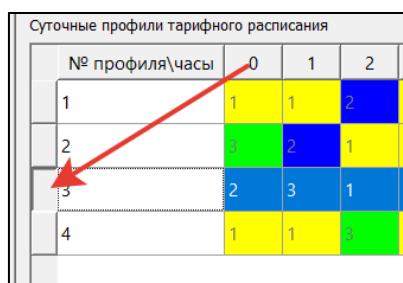 Суточные профили тарифного расписания
№ профиля\часы 0 1 2
1 1 1 2
2 3 2 1
3 2 3 1
4 1 1 3